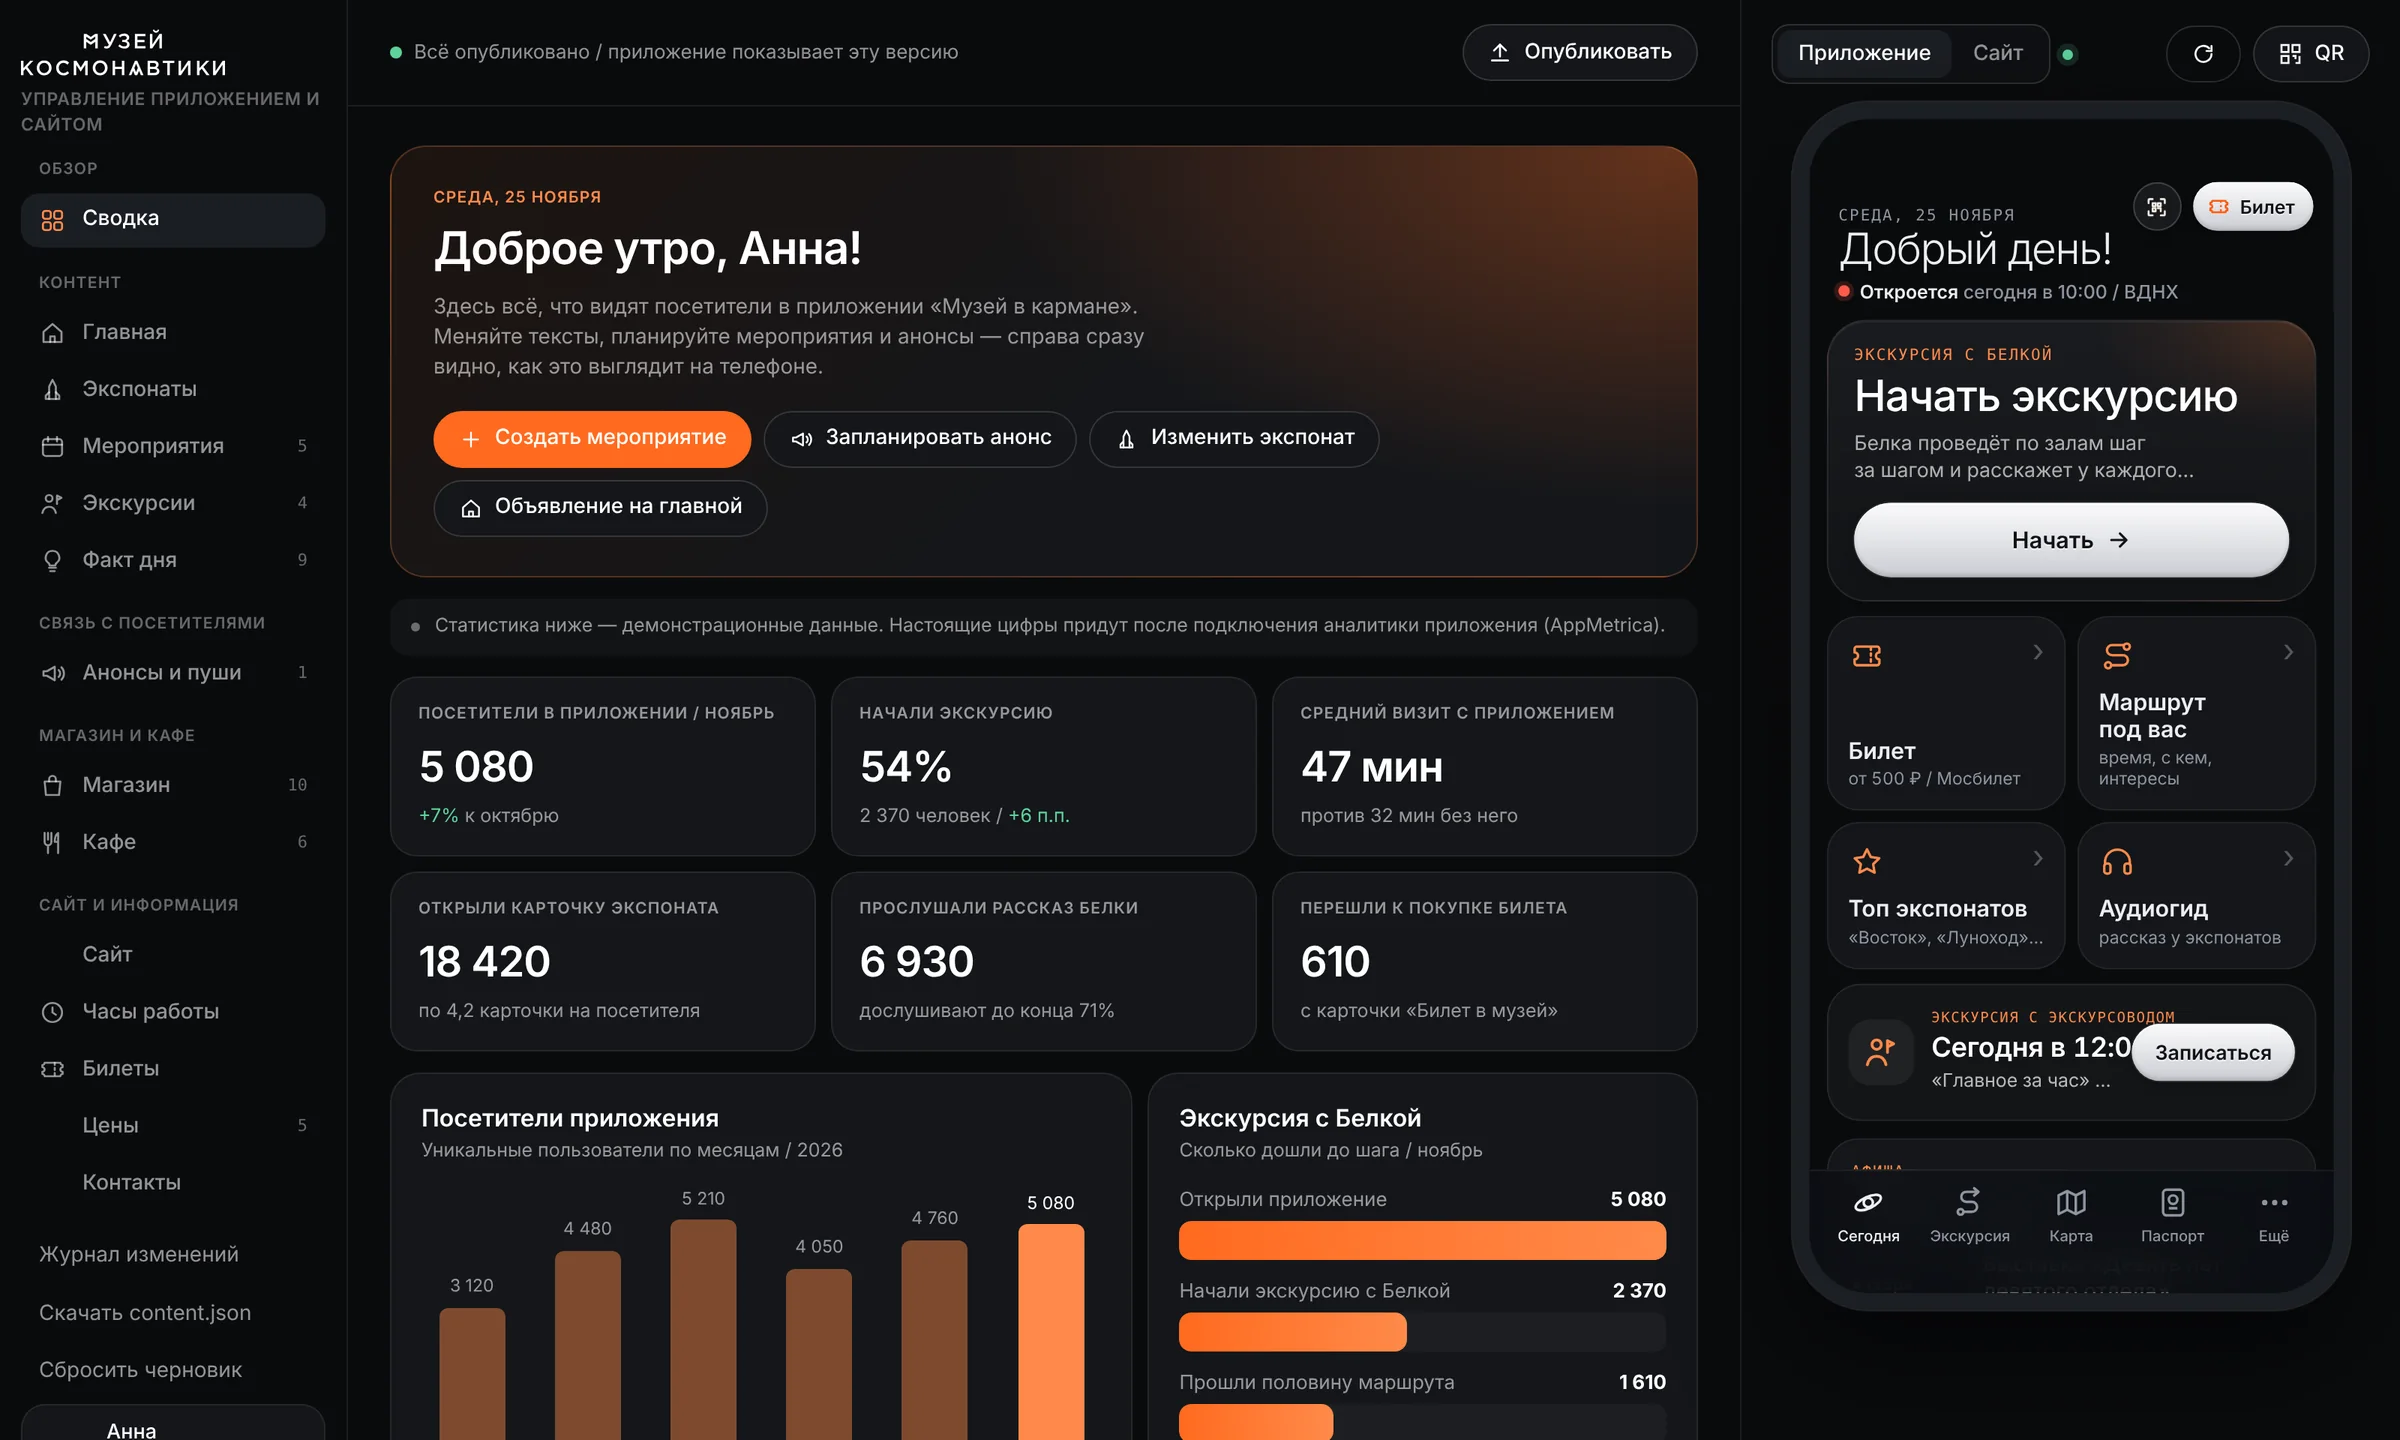 МУЗЕЙ
КОСМОНАВТИКИ
УПРАВЛЕНИЕ ПРИЛОЖЕНИЕМ И
САЙТОМ
ОБЗОР
Сводка
КОНТЕНТ
Главная
Экспонаты
Мероприятия 5
Экскурсии 4
Факт дня 9
СВЯЗЬ С ПОСЕТИТЕЛЯМИ
Анонсы и пуши 1
МАГАЗИН И КАФЕ
Магазин 10
Кафе 6
САЙТ И ИНФОРМАЦИЯ
Сайт
Часы работы
Билеты
Цены 5
Контакты
Журнал изменений
Скачать content.json
Сбросить черновик
Анна
Всё опубликовано / приложение показывает эту версию
Опубликовать
СРЕДА, 25 НОЯБРЯ
Доброе утро, Анна!
Здесь всё, что видят посетители в приложении «Музей в кармане».
Меняйте тексты, планируйте мероприятия и анонсы — справа сразу
видно, как это выглядит на телефоне.
Создать мероприятие
Запланировать анонс
Изменить экспонат
Объявление на главной
Статистика ниже — демонстрационные данные. Настоящие цифры придут после подключения аналитики приложения (AppMetrica).
ПОСЕТИТЕЛИ В ПРИЛОЖЕНИИ / НОЯБРЬ
5 080
+7% к октябрю
НАЧАЛИ ЭКСКУРСИЮ
54%
2 370 человек / +6 п.п.
СРЕДНИЙ ВИЗИТ С ПРИЛОЖЕНИЕМ
47 мин
против 32 мин без него
ОТКРЫЛИ КАРТОЧКУ ЭКСПОНАТА
18 420
по 4,2 карточки на посетителя
ПРОСЛУШАЛИ РАССКАЗ БЕЛКИ
6 930
дослушивают до конца 71%
ПЕРЕШЛИ К ПОКУПКЕ БИЛЕТА
610
с карточки «Билет в музей»
Посетители приложения
Уникальные пользователи по месяцам / 2026
3 120
4 480
5 210
4 050
4 760
5 080
Экскурсия с Белкой
Сколько дошли до шага / ноябрь
Открыли приложение 5 080
Начали экскурсию с Белкой 2 370
Прошли половину маршрута 1 610
Приложение
Сайт
QR
СРЕДА, 25 НОЯБРЯ
Билет
Добрый день!
Откроется сегодня в 10:00 / ВДНХ
ЭКСКУРСИЯ С БЕЛКОЙ
Начать экскурсию
Белка проведёт по залам шаг
за шагом и расскажет у каждого...
Начать
Билет
от 500 ₽ / Мосбилет
Маршрут
под вас
время, с кем,
интересы
Топ экспонатов
«Восток», «Луноход»...
Аудиогид
рассказ у экспонатов
ЭКСКУРСИЯ С ЭКСКУРСОВОДОМ
Сегодня в 12:0
«Главное за час» ...
Записаться
АФИША
Сегодня
Экскурсия
Карта
Паспорт
Ещё